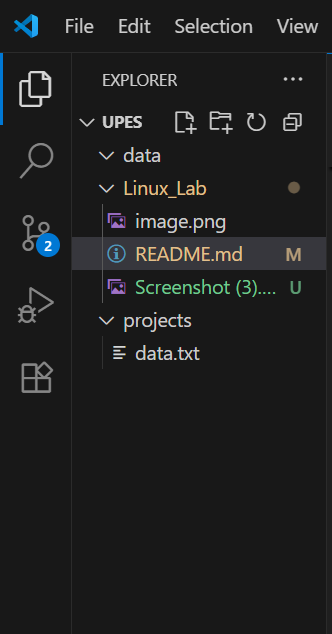 File Edit Selection View
EXPLORER
UPES
data
Linux_Lab
image.png
README.md M
Screenshot (3).... U
projects
data.txt
2